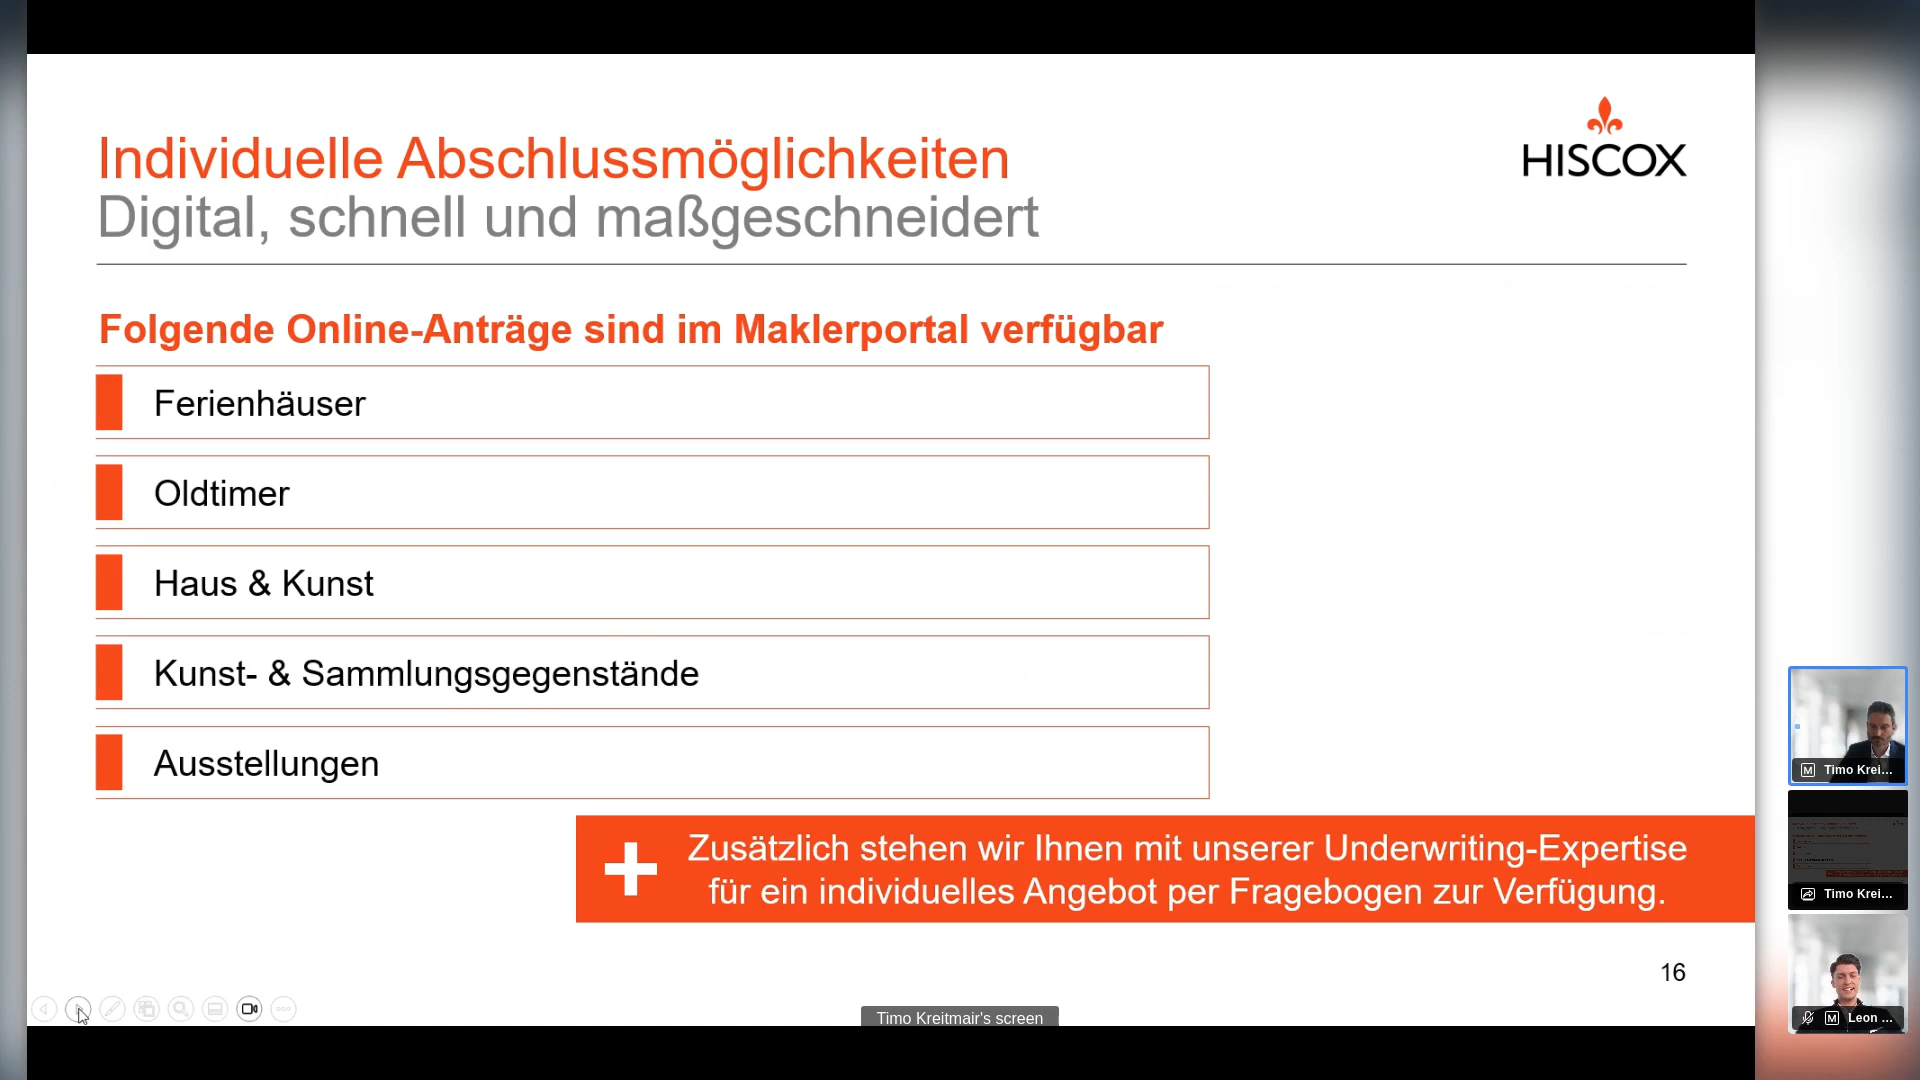 HISCOX
Individuelle Abschlussmöglichkeiten
Digital, schnell und maßgeschneidert
Folgende Online-Anträge sind im Maklerportal verfügbar
Ferienhäuser
Oldtimer
Haus & Kunst
Kunst- & Sammlungsgegenstände
Ausstellungen
Zusätzlich stehen wir Ihnen mit unserer Underwriting-Expertise
für ein individuelles Angebot per Fragebogen zur Verfügung.
16
Timo Kreitmair's screen
M Timo Krei...
Timo Krei...
M Leon ...